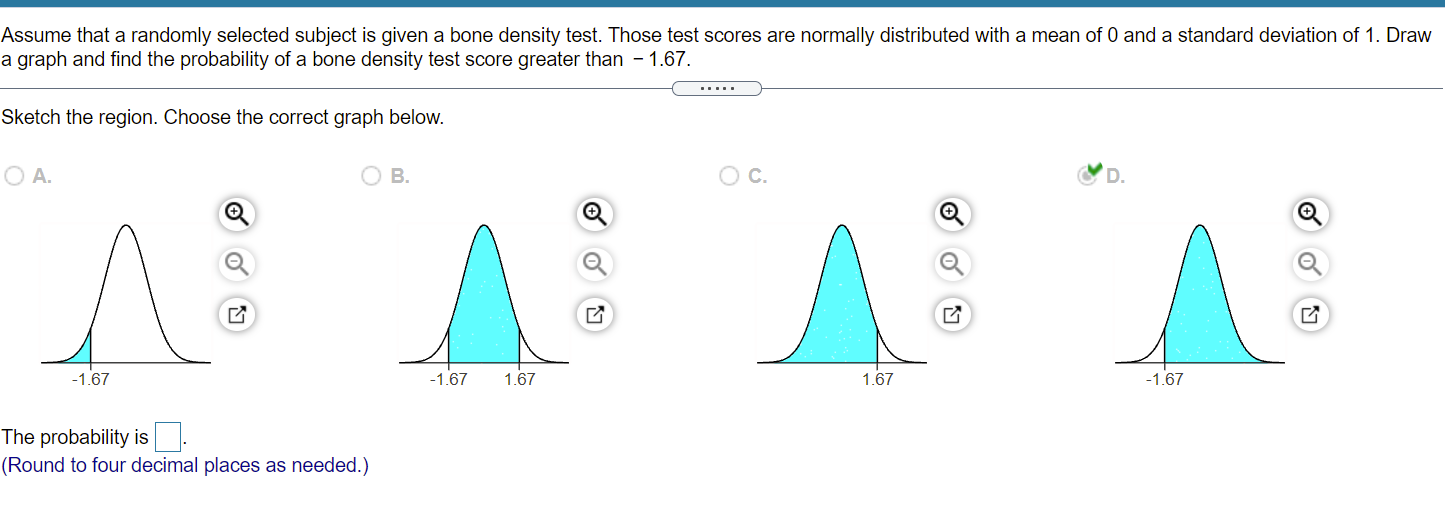 Assume that a randomly selected subject is given a bone density test. Those test scores are normally distributed with a mean of 0 and a standard deviation of 1. Draw
a graph and find the probability of a bone density test score greater than − 1.67.
Sketch the region. Choose the correct graph below.
A.
B.
C.
D.
-1.67
-1.67 1.67
1.67
-1.67
The probability is .
(Round to four decimal places as needed.)